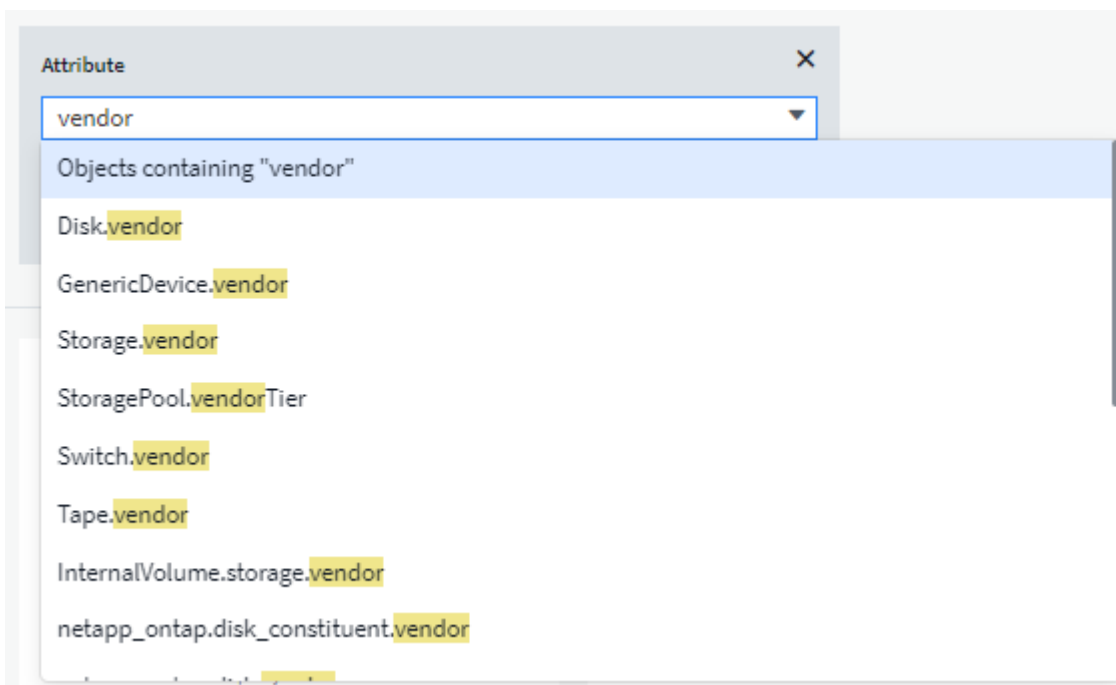 Attribute
vendor
Objects containing "vendor"
Disk.vendor
GenericDevice.vendor
Storage.vendor
StoragePool.vendorTier
Switch.vendor
Tape.vendor
InternalVolume.storage.vendor
netapp_ontap.disk_constituent.vendor